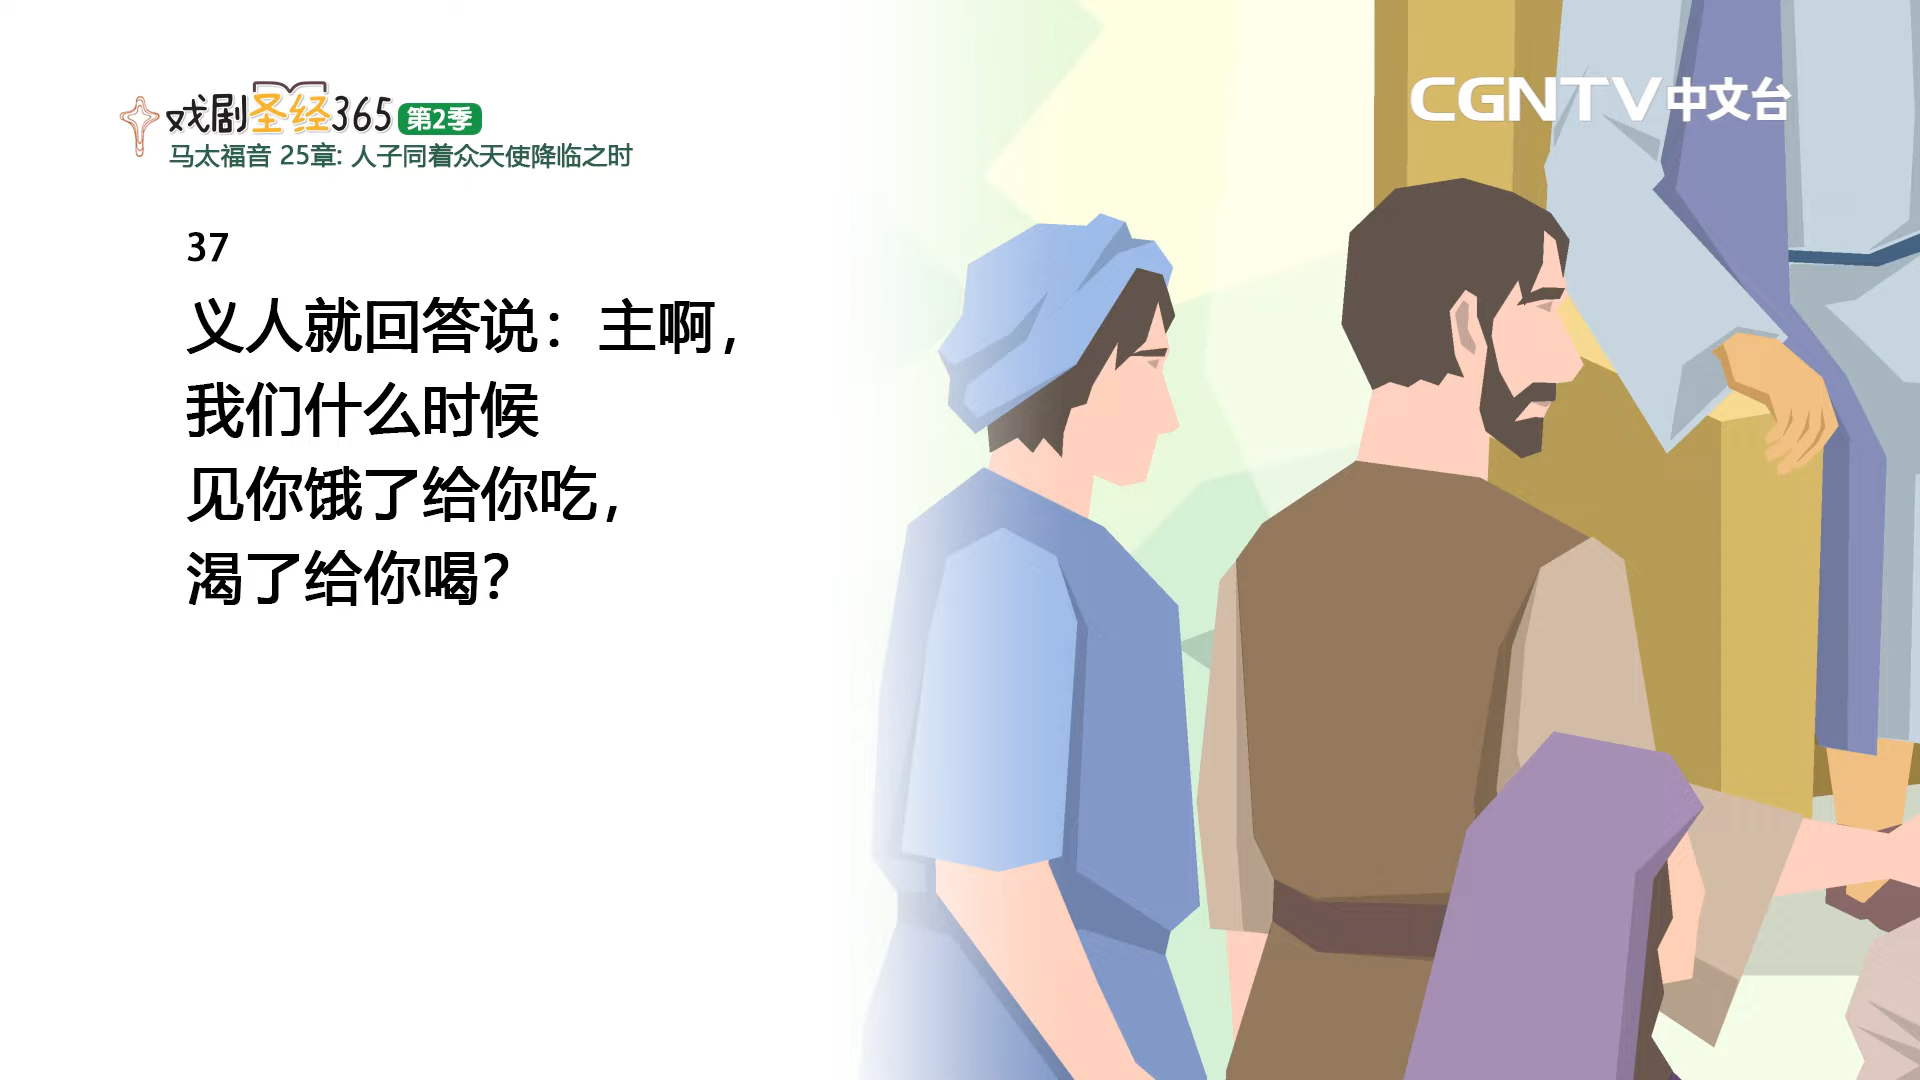 戏剧圣经365 第2季
CGNTV中文台
马太福音 25章: 人子同着众天使降临之时
37
义人就回答说：主啊，
我们什么时候
见你饿了给你吃，
渴了给你喝？